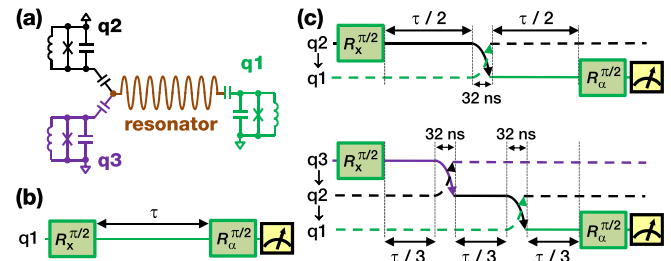 (a)
q2
q1
resonator
q3
(b)
τ
q1 R_x^{π/2} R_α^{π/2}
(c)
τ / 2 τ / 2
q2 R_x^{π/2}
q1 R_α^{π/2}
32 ns
32 ns 32 ns
q3 R_x^{π/2}
q2
q1 R_α^{π/2}
τ / 3 τ / 3 τ / 3